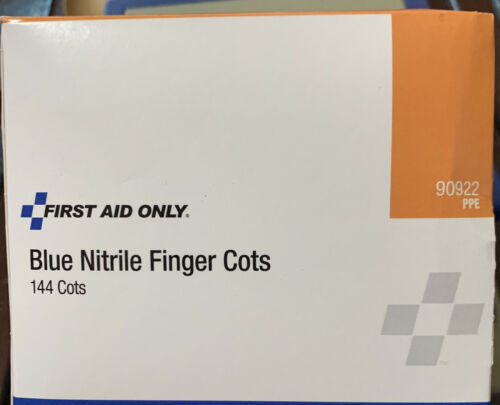 90922
PPE
FIRST AID ONLY®
Blue Nitrile Finger Cots
144 Cots